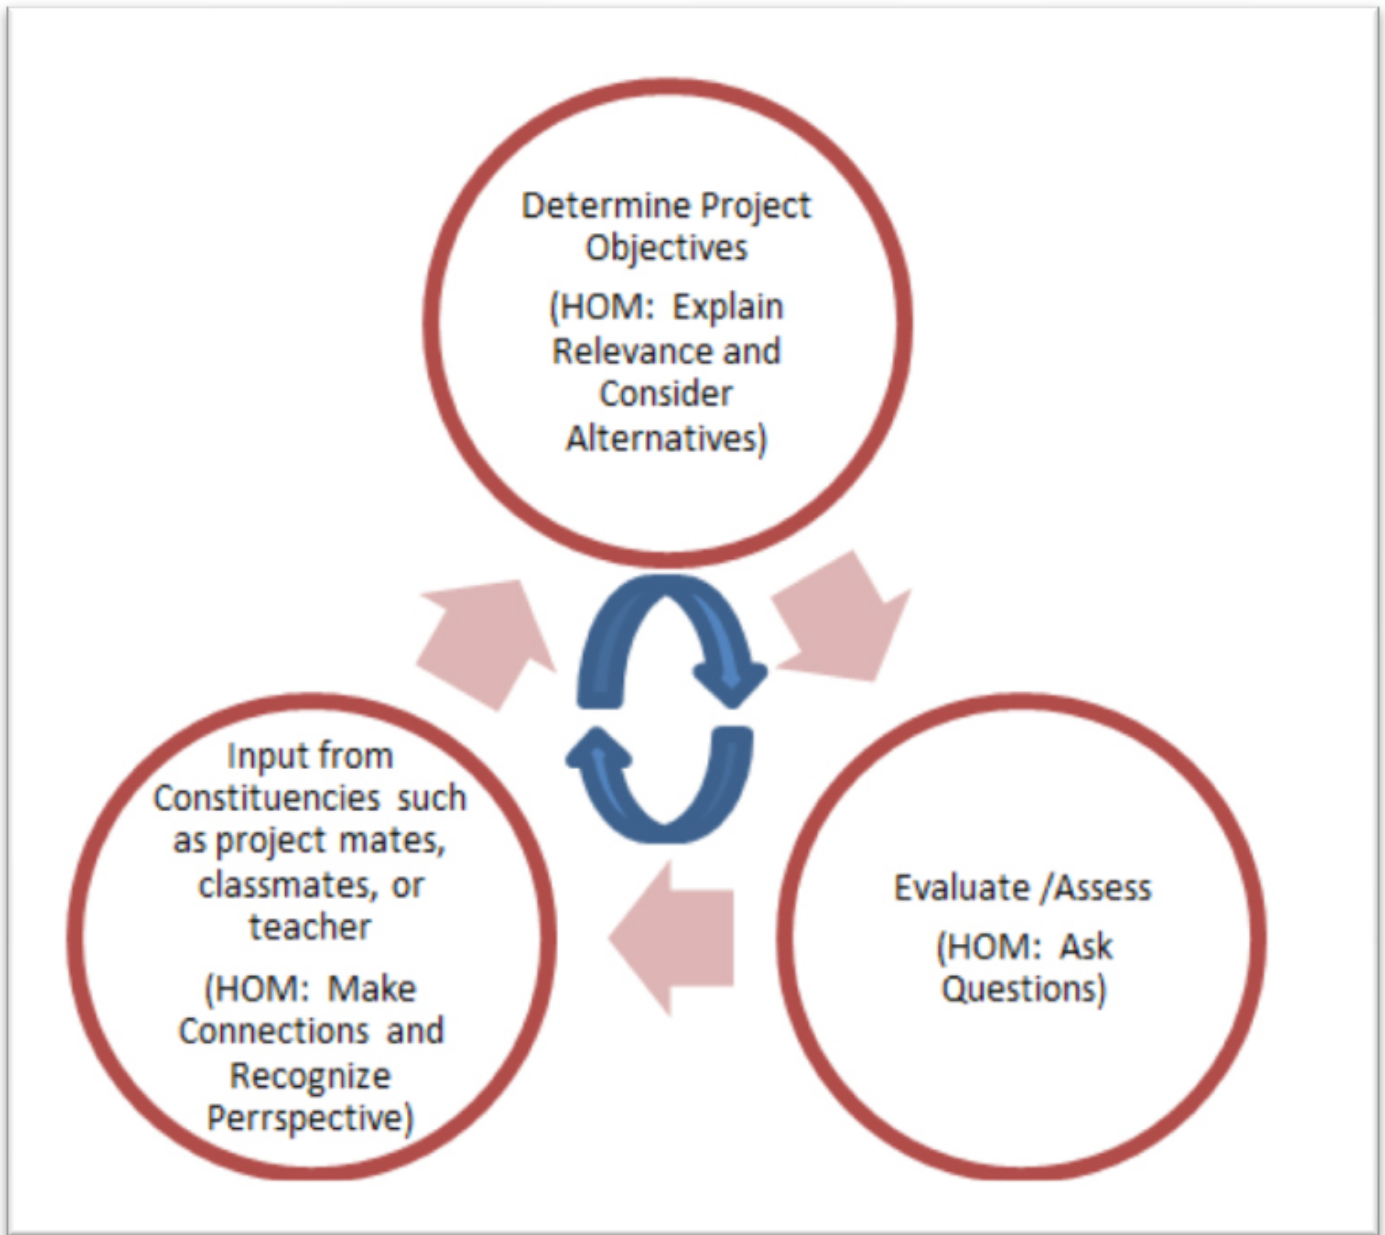 Determine Project
Objectives
(HOM: Explain
Relevance and
Consider
Alternatives)
Input from
Constituencies such
as project mates,
classmates, or
teacher
(HOM: Make
Connections and
Recognize
Perrspective)
Evaluate /Assess
(HOM: Ask
Questions)